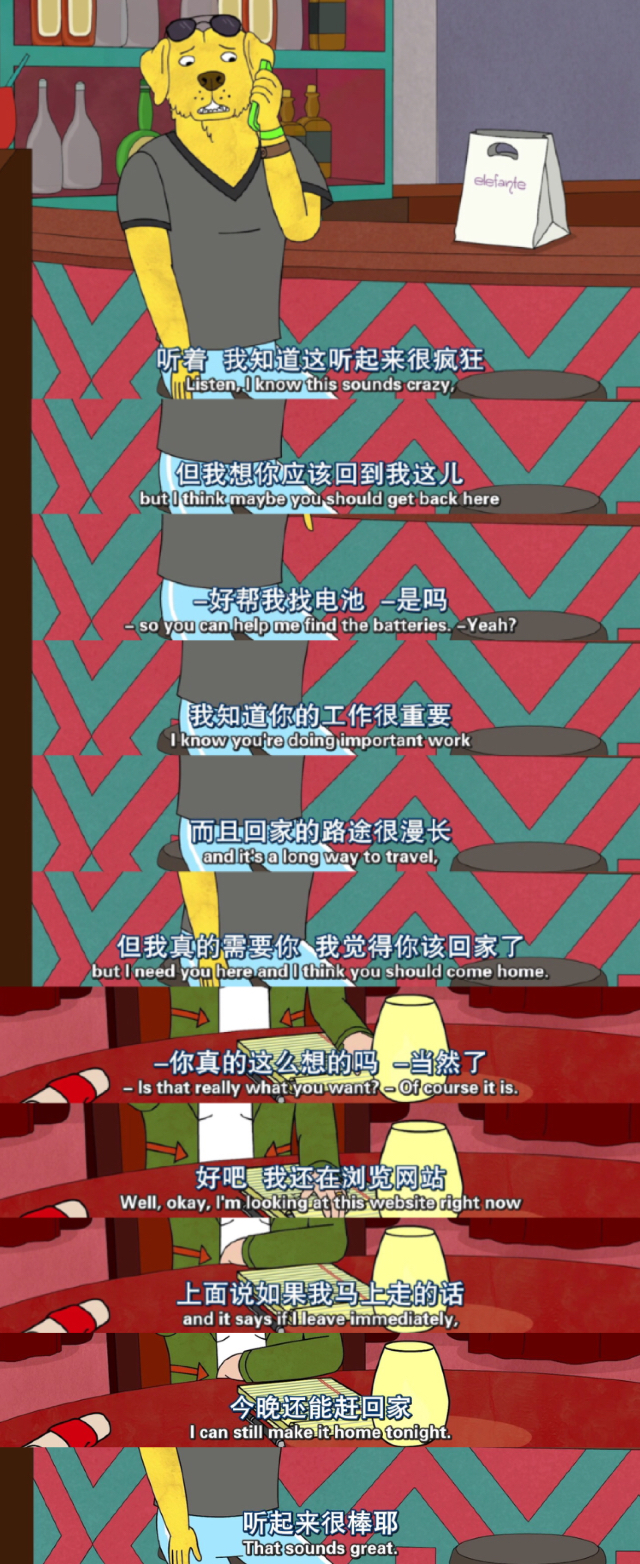 elefante
听着 我知道这听起来很疯狂
Listen, I know this sounds crazy,
但我想你应该回到我这儿
but I think maybe you should get back here
–好帮我找电池 –是吗
– so you can help me find the batteries. –Yeah?
我知道你的工作很重要
I know you're doing important work
而且回家的路途很漫长
and it's a long way to travel,
但我真的需要你 我觉得你该回家了
but I need you here and I think you should come home.
–你真的这么想的吗 –当然了
– Is that really what you want? – Of course it is.
好吧 我还在浏览网站
Well, okay, I'm looking at this website right now
上面说如果我马上走的话
and it says if I leave immediately,
今晚还能赶回家
I can still make it home tonight.
听起来很棒耶
That sounds great.